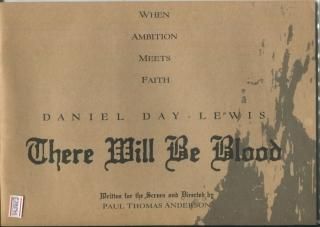 WHEN
AMBITION
MEETS
FAITH
DANIEL DAY-LEWIS
There Will Be Blood
Written for the Screen and Directed by
PAUL THOMAS ANDERSON